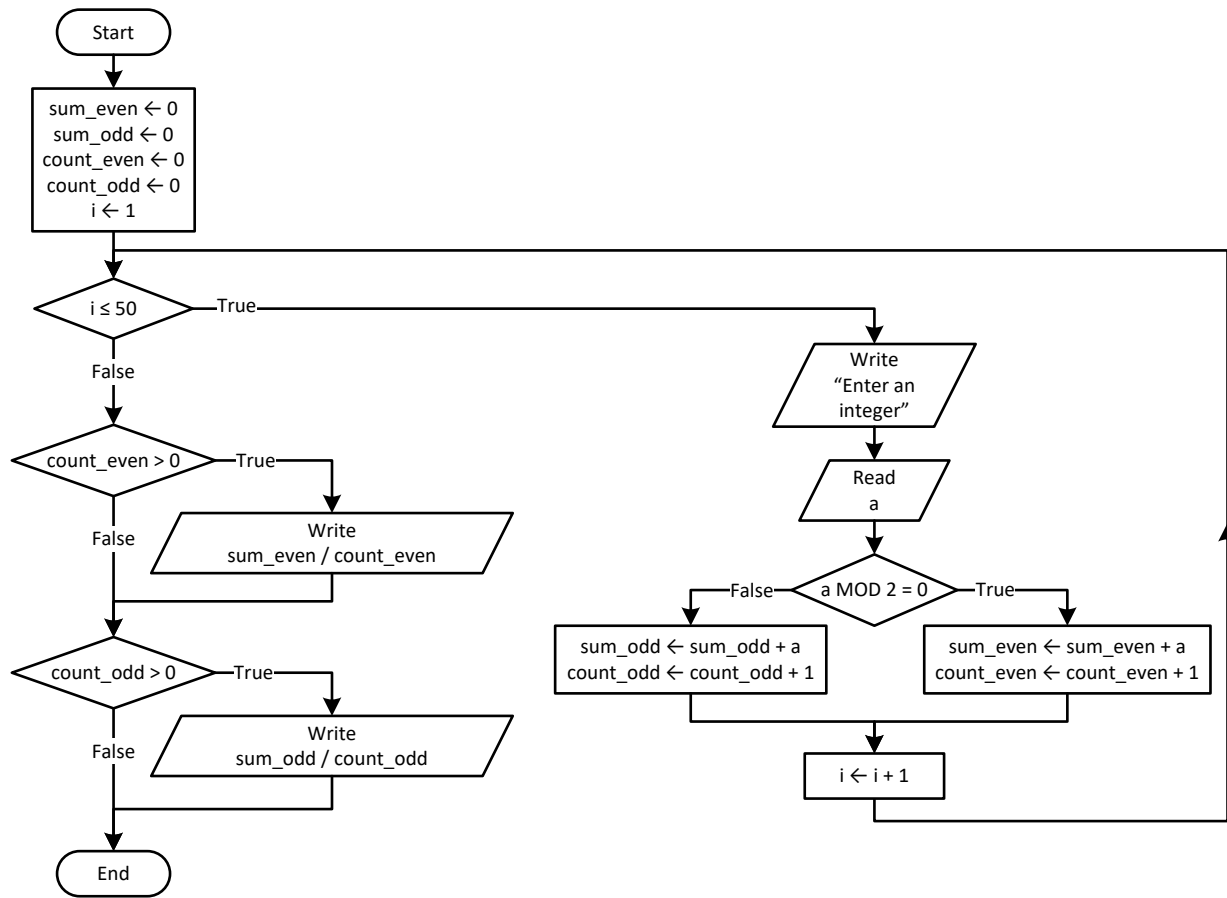 Start
sum_even ← 0
sum_odd ← 0
count_even ← 0
count_odd ← 0
i ← 1
i ≤ 50
True
False
Write
“Enter an
integer”
Read
a
a MOD 2 = 0
False
True
sum_odd ← sum_odd + a
count_odd ← count_odd + 1
sum_even ← sum_even + a
count_even ← count_even + 1
i ← i + 1
count_even > 0
True
False
Write
sum_even / count_even
count_odd > 0
True
False
Write
sum_odd / count_odd
End